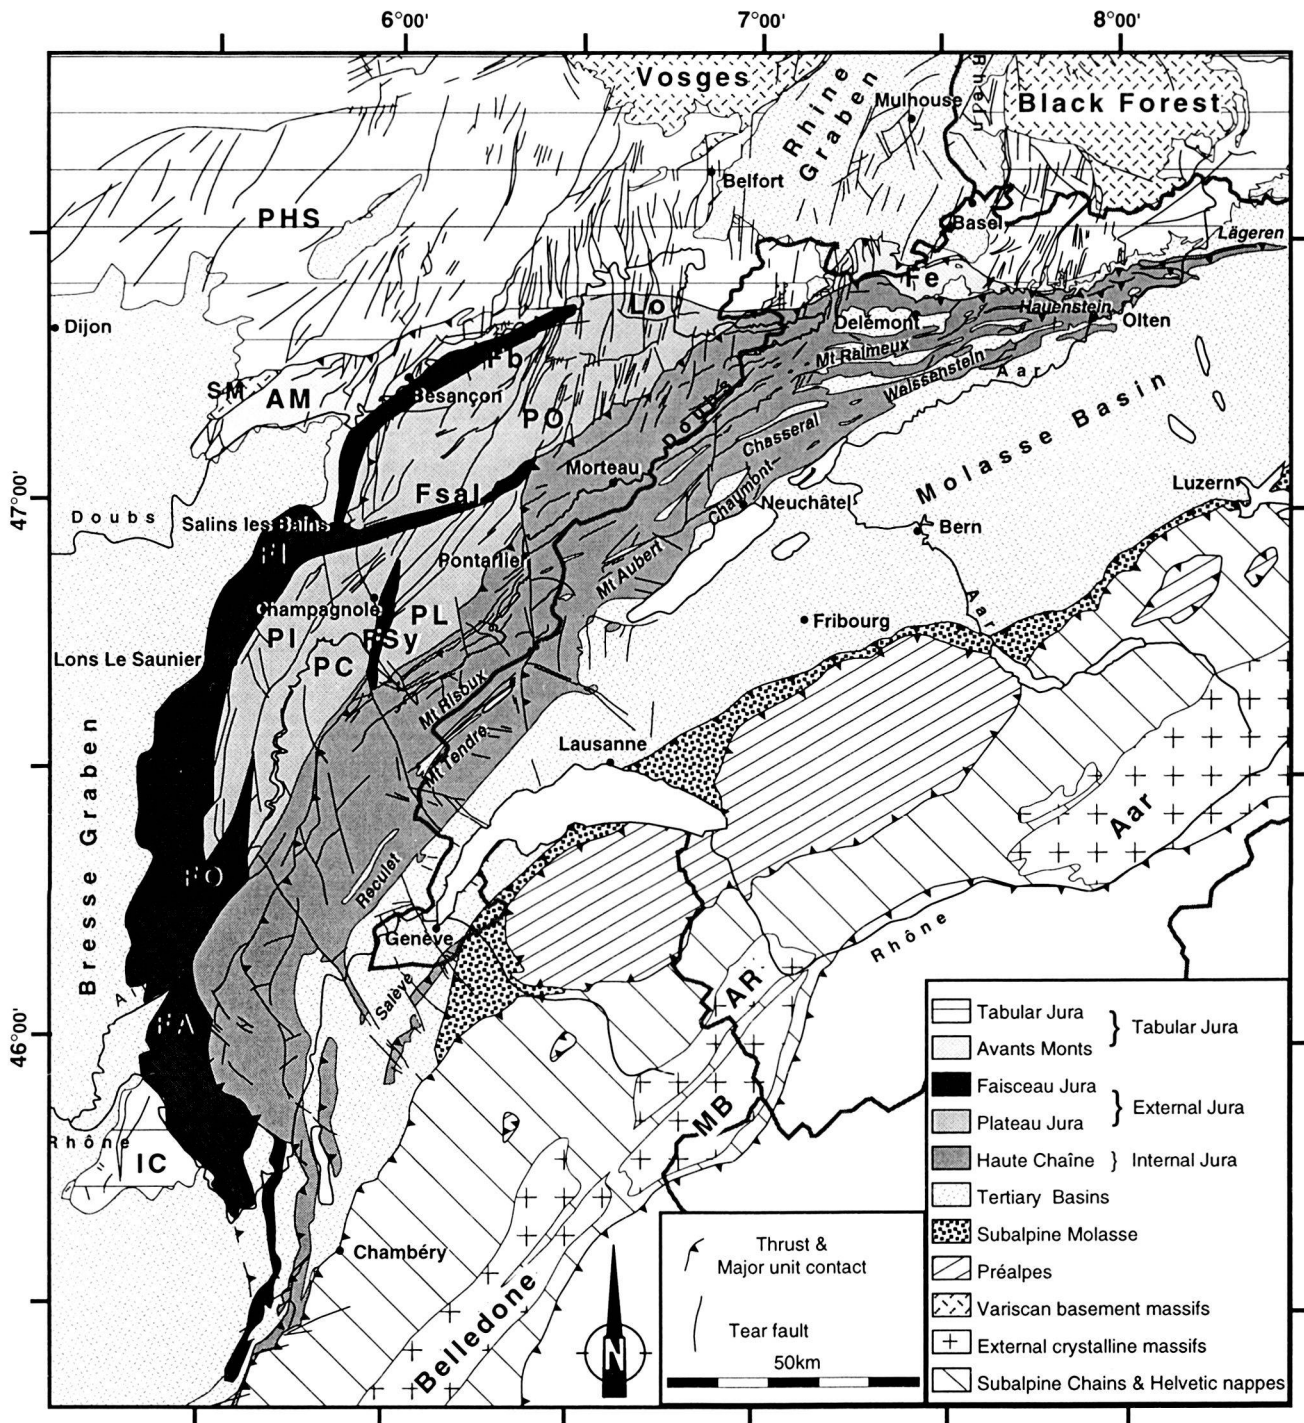 6°00' 7°00' 8°00'
Vosges
Rhine
Graben
Mulhouse
Rhein
Black Forest
Belfort
PHS
Basel
Lägeren
Fe
Lo
Hauenstein
Delémont
Olten
Dijon
Mt Raimeux
Fb
Weissenstein
Aar
SM
AM
Besançon
PO
Doubs
Chasseral
Molasse Basin
Morteau
Chaumont
Fsal
47°00'
Neuchâtel
Luzern
Doubs
Salins les Bains
Bern
Pontarlier
Mt Aubert
Aar
Champagnole
PL
Fribourg
PI
FSy
Lons Le Saunier
PC
Mt Risoux
Mt Tendre
Lausanne
Bresse Graben
Aar
FO
Reculet
Genève
Rhône
Salève
AR
FA
46°00'
MB
Rhône
IC
Chambéry
Belledone
N
Thrust &
Major unit contact
Tear fault
50km
Tabular Jura } Tabular Jura
Avants Monts
Faisceau Jura } External Jura
Plateau Jura
Haute Chaîne } Internal Jura
Tertiary Basins
Subalpine Molasse
Préalpes
Variscan basement massifs
External crystalline massifs
Subalpine Chains & Helvetic nappes